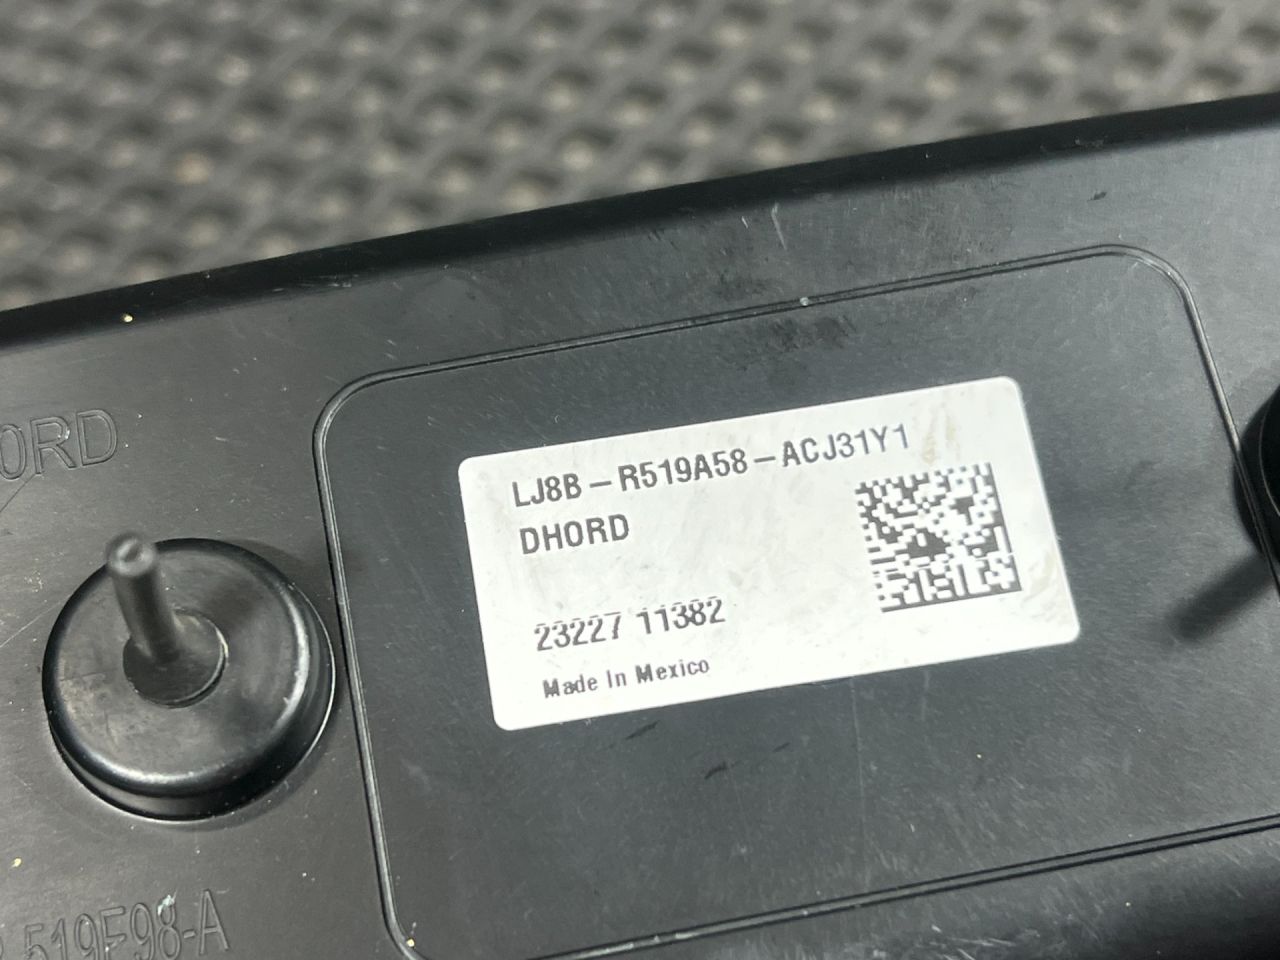 ORD
LJ8B-R519A58-ACJ31Y1
DHORD
23227 11382
Made In Mexico
519F98-A